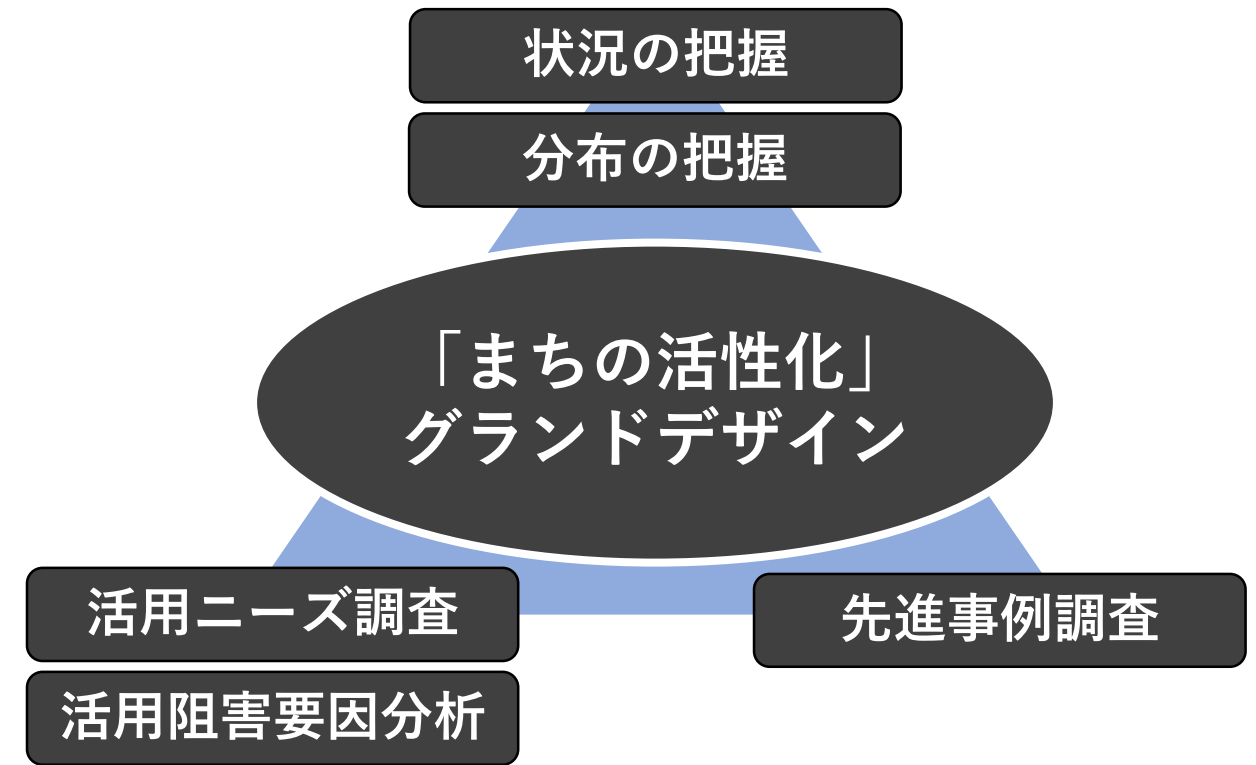 状況の把握
分布の把握
「まちの活性化」
グランドデザイン
活用ニーズ調査
活用阻害要因分析
先進事例調査